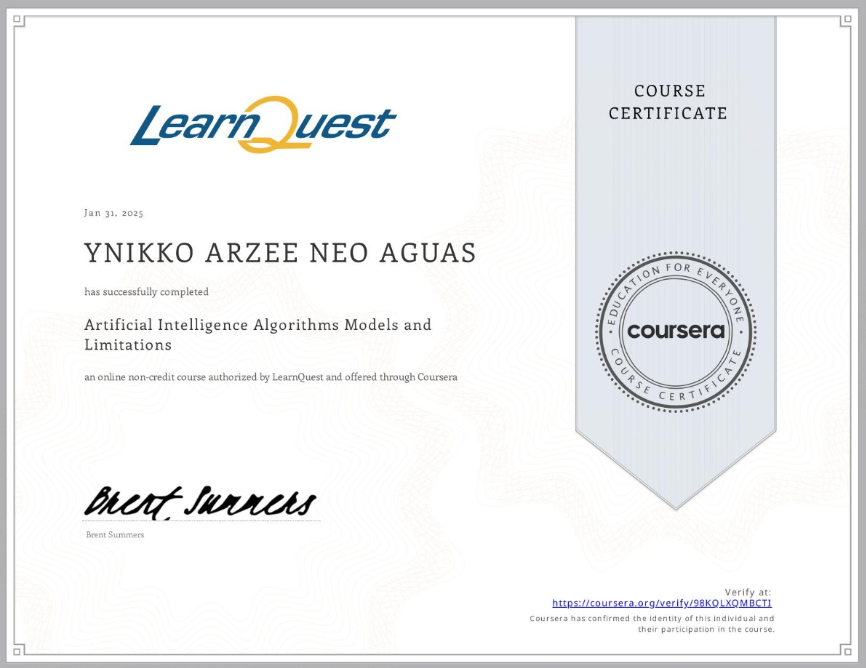 LearnQuest
COURSE
CERTIFICATE
Jan 31, 2025
YNIKKO ARZEE NEO AGUAS
has successfully completed
Artificial Intelligence Algorithms Models and
Limitations
an online non-credit course authorized by LearnQuest and offered through Coursera
EDUCATION FOR EVERYONE
coursera
COURSE CERTIFICATE
Brent Summers
Brent Summers
Verify at:
https://coursera.org/verify/98KQLXQMBCTJ
Coursera has confirmed the identity of this individual and
their participation in the course.